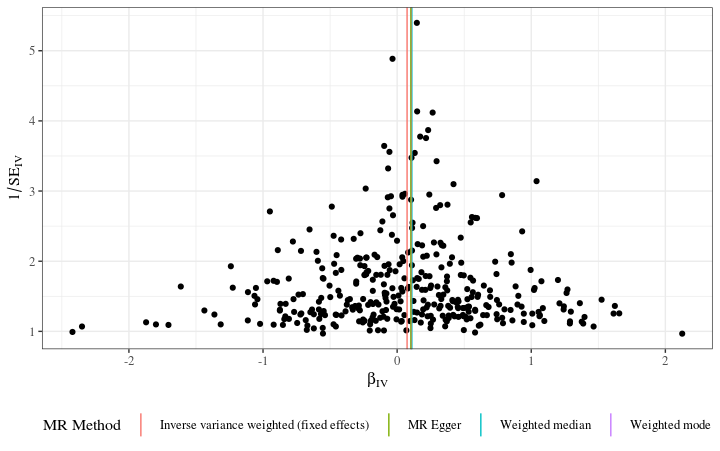 1/SE_IV
5
4
3
2
1
-2
-1
0
1
2
β_IV
MR Method
Inverse variance weighted (fixed effects)
MR Egger
Weighted median
Weighted mode